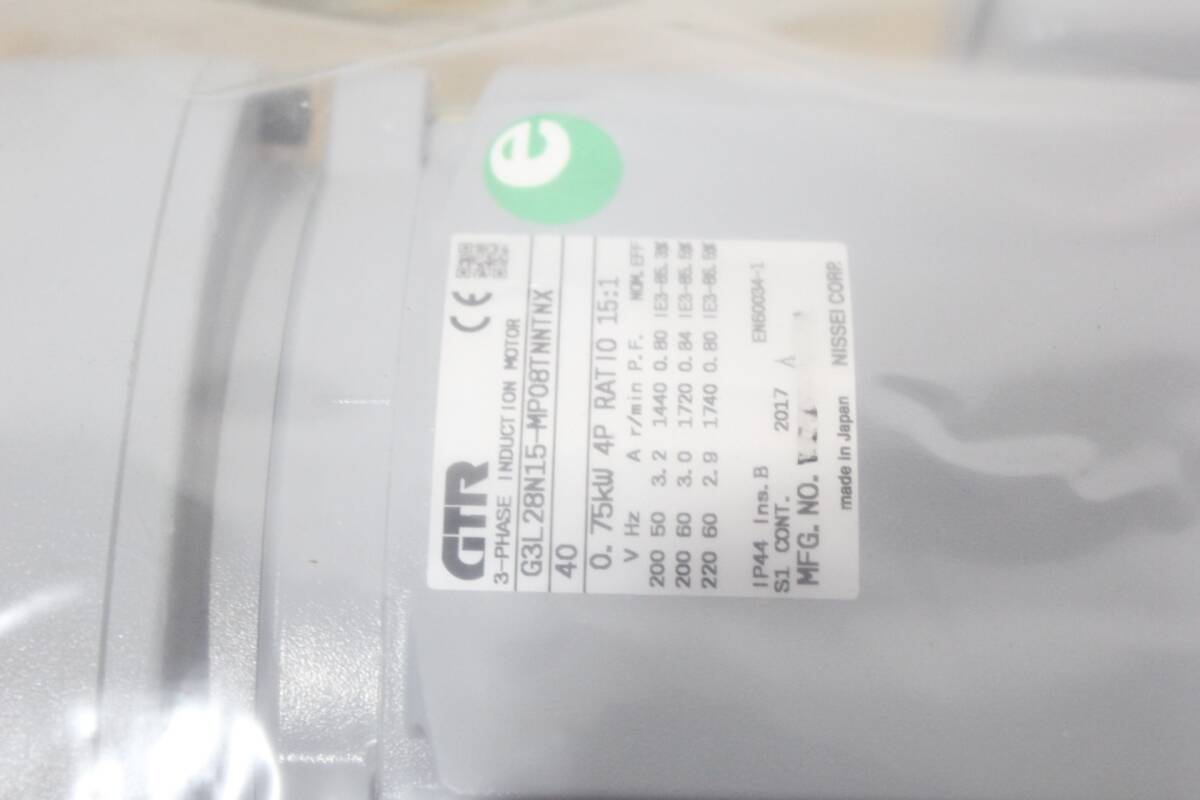 e
GTR CE
3-PHASE INDUCTION MOTOR
G3L28N15-MP08TNNTNX
40
0.75kW 4P RATIO 15:1
V Hz A r/min P.F. NOM.EFF
200 50 3.2 1440 0.80 IE3-85.
200 60 3.0 1720 0.84 IE3-85.5%
220 60 2.9 1740 0.80 IE3-85.5%
IP44 Ins.B EN60034-1
S1 CONT. 2017 A
MFG. NO.
made in Japan NISSEI CORP.